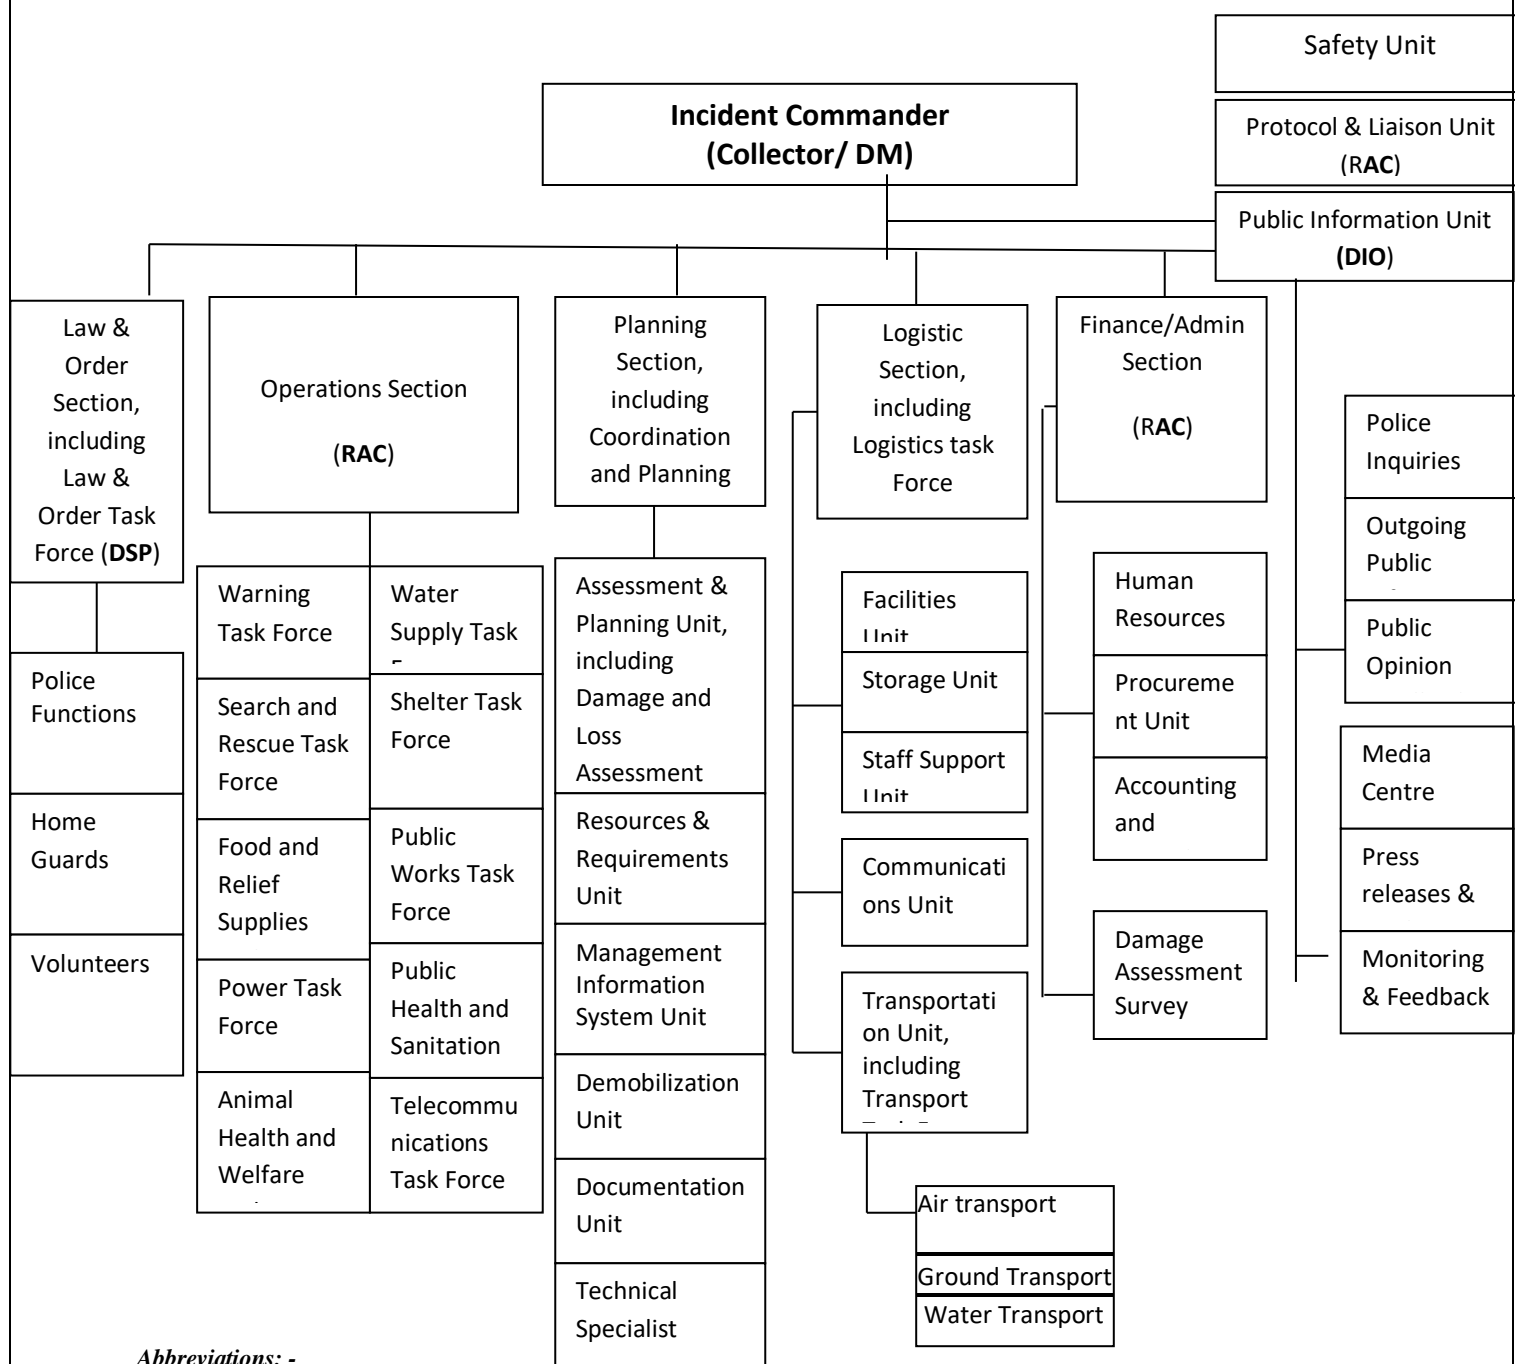 Safety Unit
Incident Commander
(Collector/ DM)
Protocol & Liaison Unit
(RAC)
Public Information Unit
(DIO)
Law &
Order
Section,
including
Law &
Order Task
Force (DSP)
Operations Section
(RAC)
Planning
Section,
including
Coordination
and Planning
Logistic
Section,
including
Logistics task
Force
Finance/Admin
Section
(RAC)
Police
Inquiries
Outgoing
Public
Public
Opinion
Media
Centre
Press
releases &
Monitoring
& Feedback
Police
Functions
Home
Guards
Volunteers
Warning
Task Force
Search and
Rescue Task
Force
Food and
Relief
Supplies
Power Task
Force
Animal
Health and
Welfare
Water
Supply Task
Shelter Task
Force
Public
Works Task
Force
Public
Health and
Sanitation
Telecommu
nications
Task Force
Assessment &
Planning Unit,
including
Damage and
Loss
Assessment
Resources &
Requirements
Unit
Management
Information
System Unit
Demobilization
Unit
Documentation
Unit
Technical
Specialist
Facilities
Unit
Storage Unit
Staff Support
Unit
Communicati
ons Unit
Transportati
on Unit,
including
Transport
Air transport
Ground Transport
Water Transport
Human
Resources
Procureme
nt Unit
Accounting
and
Damage
Assessment
Survey
Abbreviations: -